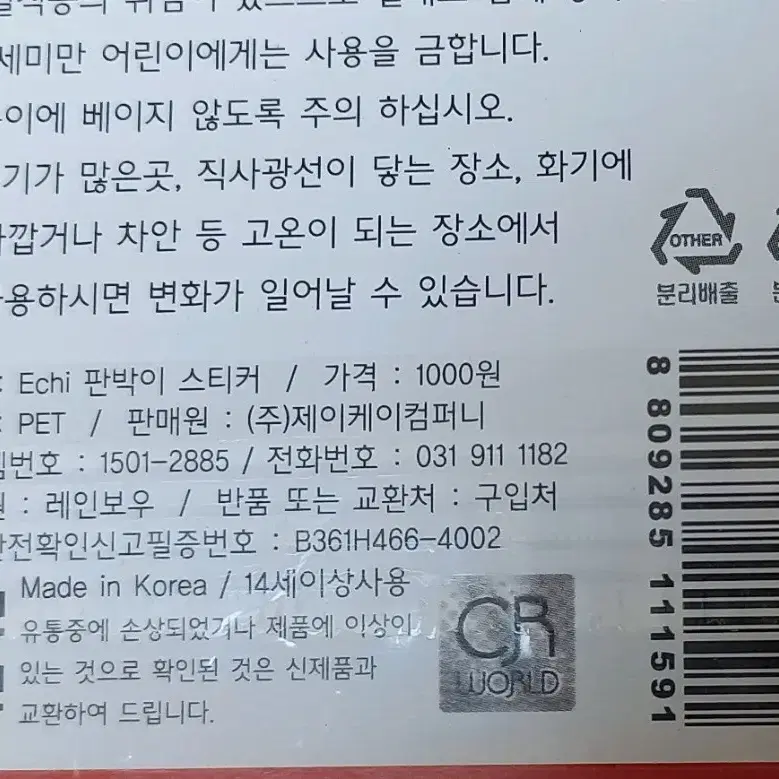 세미만 어린이에게는 사용을 금합니다.
이에 베이지 않도록 주의 하십시오.
기가 많은곳, 직사광선이 닿는 장소, 화기에
깝거나 차안 등 고온이 되는 장소에서
용하시면 변화가 일어날 수 있습니다.
OTHER
분리배출
: Echi 판박이 스티커 / 가격 : 1000원
: PET / 판매원 : (주)제이케이컴퍼니
번호 : 1501-2885 / 전화번호 : 031 911 1182
: 레인보우 / 반품 또는 교환처 : 구입처
전확인신고필증번호 : B361H466-4002
Made in Korea / 14세이상사용
유통중에 손상되었거나 제품에 이상이
있는 것으로 확인된 것은 신제품과
교환하여 드립니다.
CR
WORLD
8 809285 111591